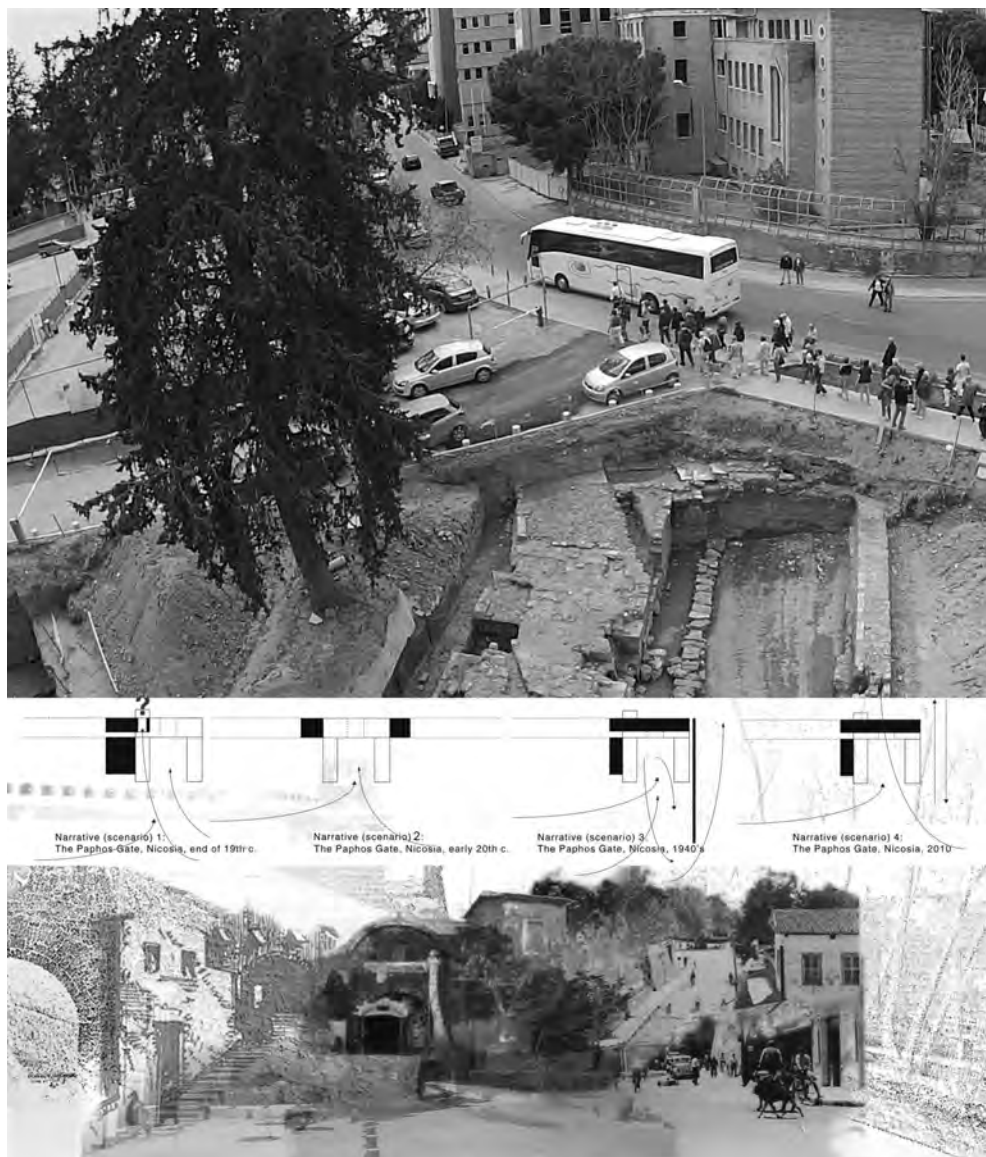 ?
Narrative (scenario) 1:
The Paphos Gate, Nicosia, end of 19th c.
Narrative (scenario) 2:
The Paphos Gate, Nicosia, early 20th c.
Narrative (scenario) 3.
The Paphos Gate, Nicosia, 1940's
Narrative (scenario) 4:
The Paphos Gate, Nicosia, 2010